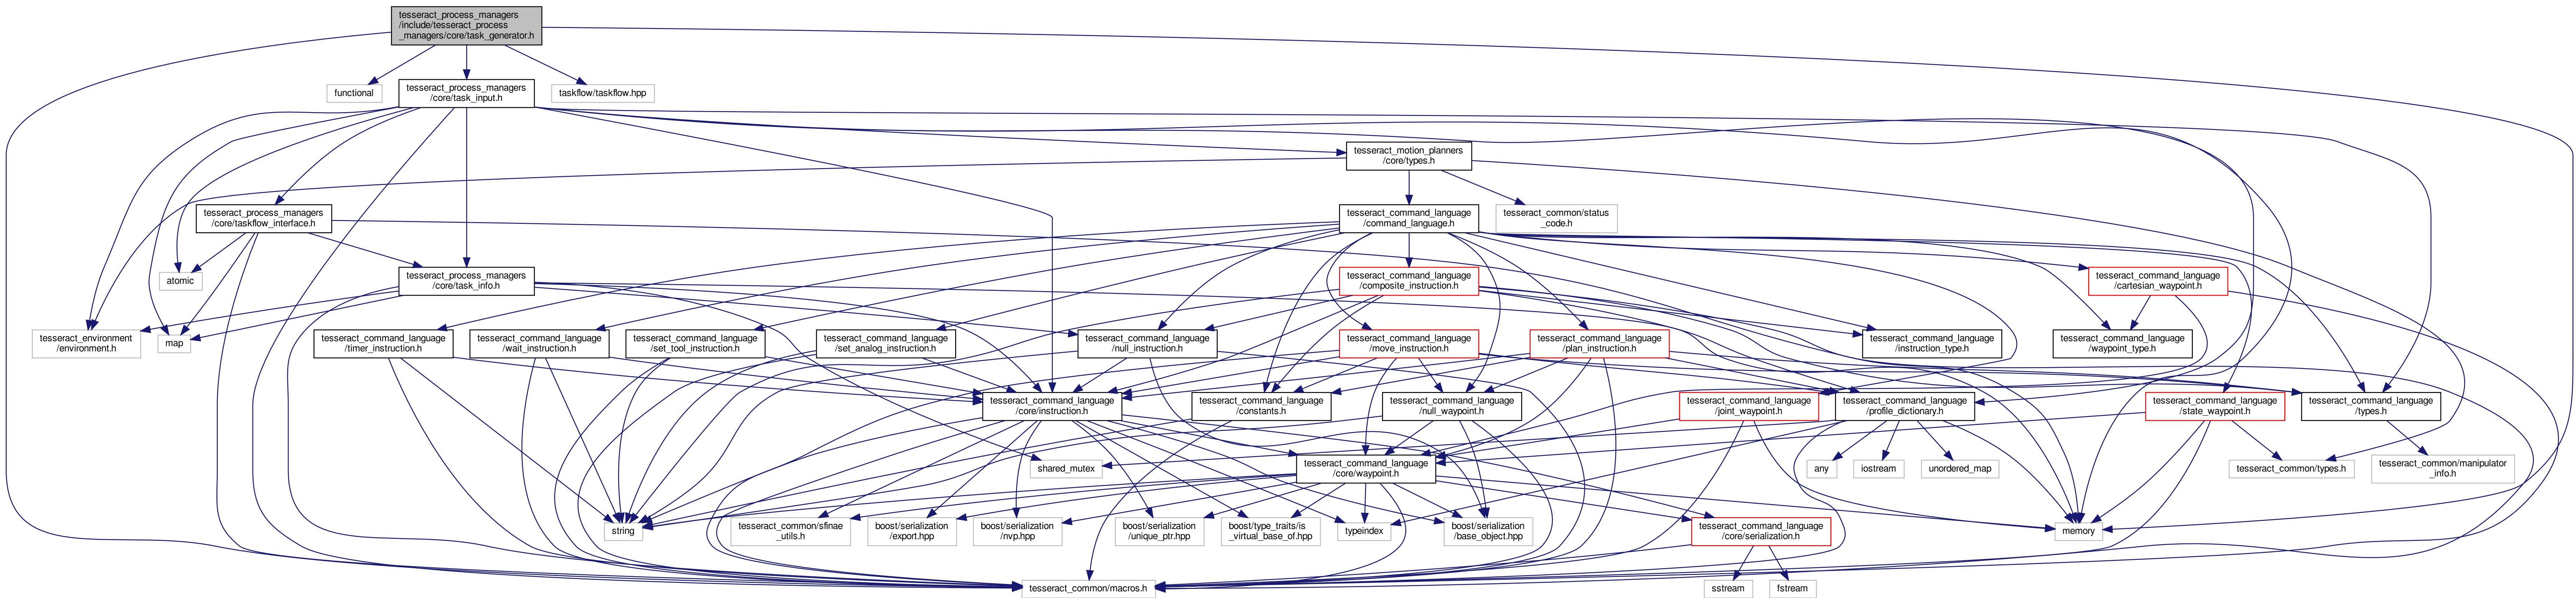 tesseract_process_managers
/include/tesseract_process
_managers/core/task_generator.h
functional
tesseract_process_managers
/core/task_input.h
taskflow/taskflow.hpp
tesseract_motion_planners
/core/types.h
tesseract_process_managers
/core/taskflow_interface.h
tesseract_command_language
/command_language.h
tesseract_common/status
_code.h
atomic
tesseract_process_managers
/core/task_info.h
tesseract_command_language
/composite_instruction.h
tesseract_command_language
/cartesian_waypoint.h
tesseract_environment
/environment.h
map
tesseract_command_language
/timer_instruction.h
tesseract_command_language
/wait_instruction.h
tesseract_command_language
/set_tool_instruction.h
tesseract_command_language
/set_analog_instruction.h
tesseract_command_language
/null_instruction.h
tesseract_command_language
/move_instruction.h
tesseract_command_language
/plan_instruction.h
tesseract_command_language
/instruction_type.h
tesseract_command_language
/waypoint_type.h
tesseract_command_language
/core/instruction.h
tesseract_command_language
/constants.h
tesseract_command_language
/null_waypoint.h
tesseract_command_language
/joint_waypoint.h
tesseract_command_language
/profile_dictionary.h
tesseract_command_language
/state_waypoint.h
tesseract_command_language
/types.h
shared_mutex
tesseract_command_language
/core/waypoint.h
any
iostream
unordered_map
tesseract_common/types.h
tesseract_common/manipulator
_info.h
string
tesseract_common/sfinae
_utils.h
boost/serialization
/export.hpp
boost/serialization
/nvp.hpp
boost/serialization
/unique_ptr.hpp
boost/type_traits/is
_virtual_base_of.hpp
typeindex
boost/serialization
/base_object.hpp
tesseract_command_language
/core/serialization.h
memory
tesseract_common/macros.h
sstream
fstream